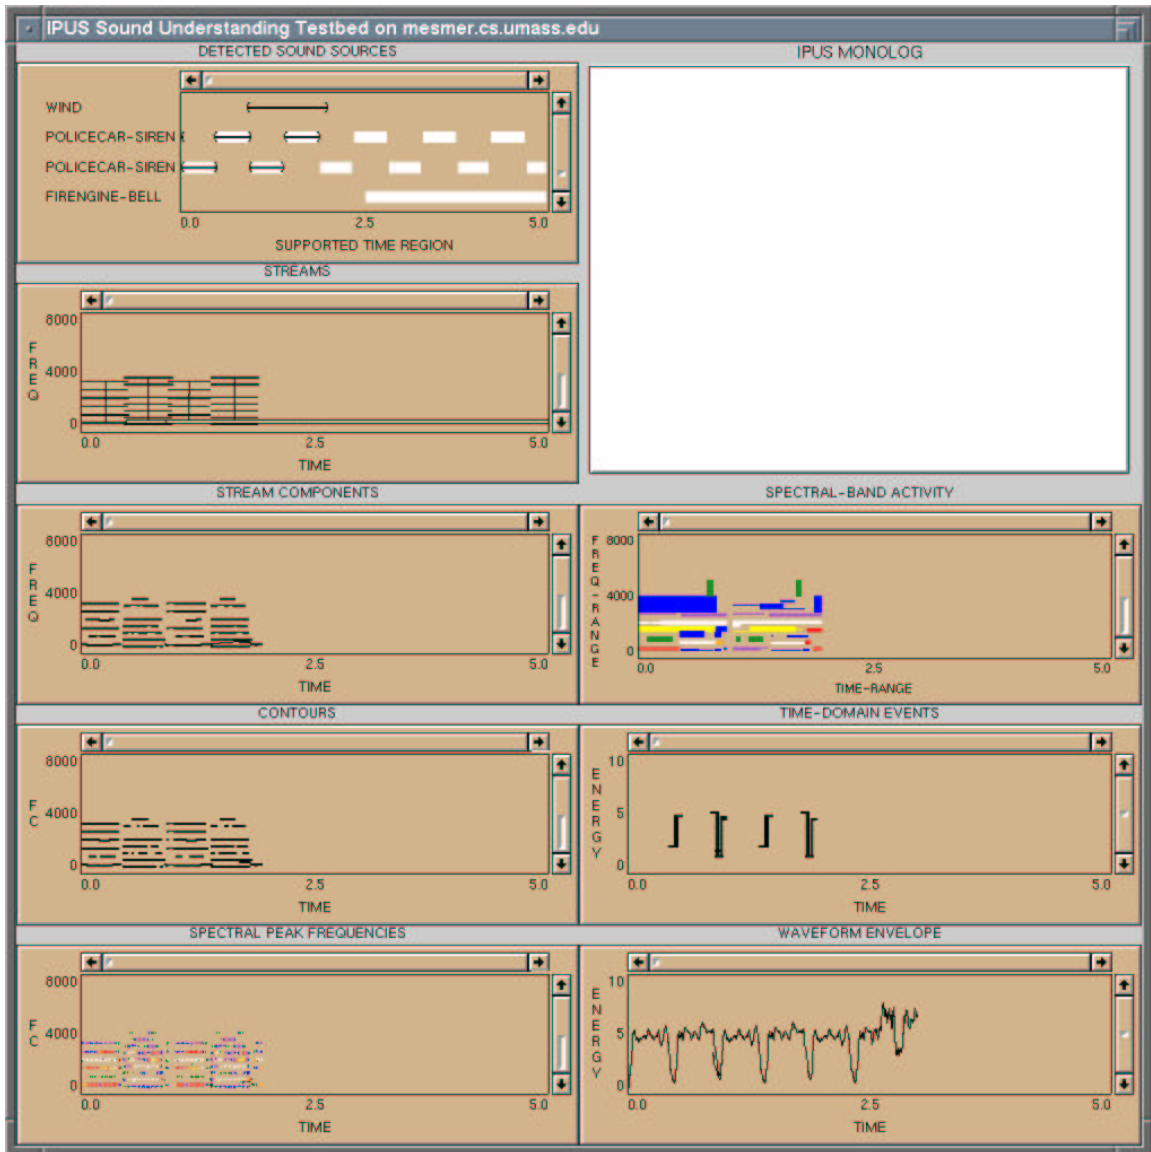 IPUS Sound Understanding Testbed on mesmer.cs.umass.edu
DETECTED SOUND SOURCES
WIND
POLICECAR-SIREN
POLICECAR-SIREN
FIRENGINE-BELL
0.0 2.5 5.0
SUPPORTED TIME REGION
IPUS MONOLOG
STREAMS
FREQ
8000
4000
0
0.0 2.5 5.0
TIME
STREAM COMPONENTS
FREQ
8000
4000
0
0.0 2.5 5.0
TIME
SPECTRAL-BAND ACTIVITY
FREQ-RANGE
8000
4000
0
0.0 2.5 5.0
TIME-RANGE
CONTOURS
FC
8000
4000
0
0.0 2.5 5.0
TIME
TIME-DOMAIN EVENTS
ENERGY
10
5
0
0.0 2.5 5.0
TIME
SPECTRAL PEAK FREQUENCIES
FC
8000
4000
0
0.0 2.5 5.0
TIME
WAVEFORM ENVELOPE
ENERGY
10
5
0
0.0 2.5 5.0
TIME